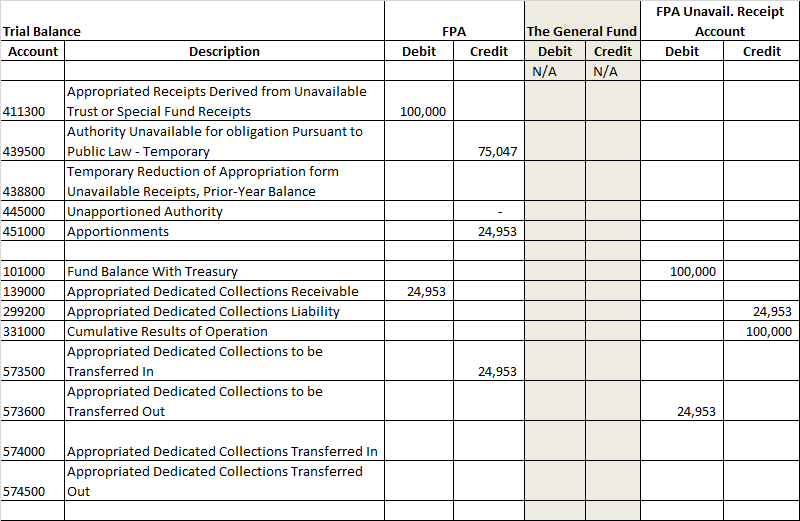 FPA Unavail. Receipt
Trial Balance FPA The General Fund Account
Account Description Debit Credit Debit Credit Debit Credit
N/A N/A
Appropriated Receipts Derived from Unavailable
411300 Trust or Special Fund Receipts 100,000
Authority Unavailable for obligation Pursuant to
439500 Public Law - Temporary 75,047
Temporary Reduction of Appropriation form
438800 Unavailable Receipts, Prior-Year Balance
445000 Unapportioned Authority -
451000 Apportionments 24,953
101000 Fund Balance With Treasury 100,000
139000 Appropriated Dedicated Collections Receivable 24,953
299200 Appropriated Dedicated Collections Liability 24,953
331000 Cumulative Results of Operation 100,000
Appropriated Dedicated Collections to be
573500 Transferred In 24,953
Appropriated Dedicated Collections to be
573600 Transferred Out 24,953
574000 Appropriated Dedicated Collections Transferred In
Appropriated Dedicated Collections Transferred
574500 Out